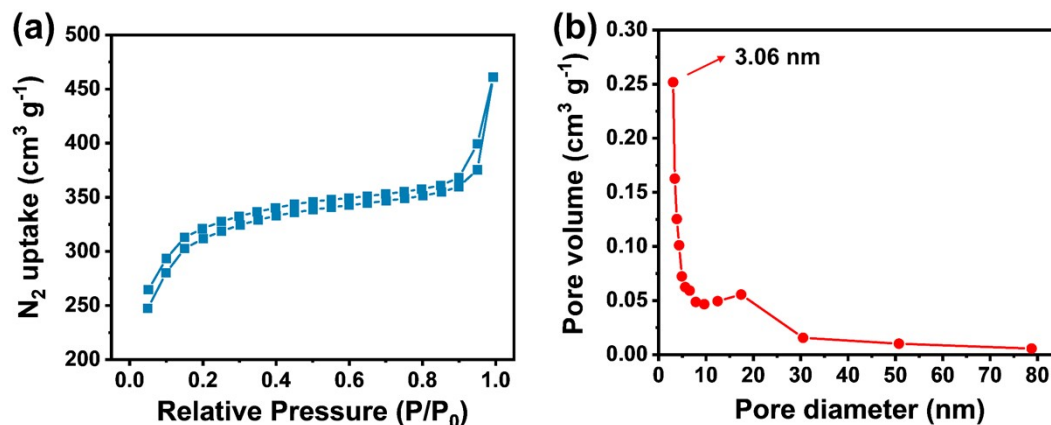 (a)
N₂ uptake (cm³ g⁻¹)
500
450
400
350
300
250
200
0.0 0.2 0.4 0.6 0.8 1.0
Relative Pressure (P/P₀)
(b)
Pore volume (cm³ g⁻¹)
0.30
0.25
0.20
0.15
0.10
0.05
0.00
3.06 nm
0 10 20 30 40 50 60 70 80
Pore diameter (nm)